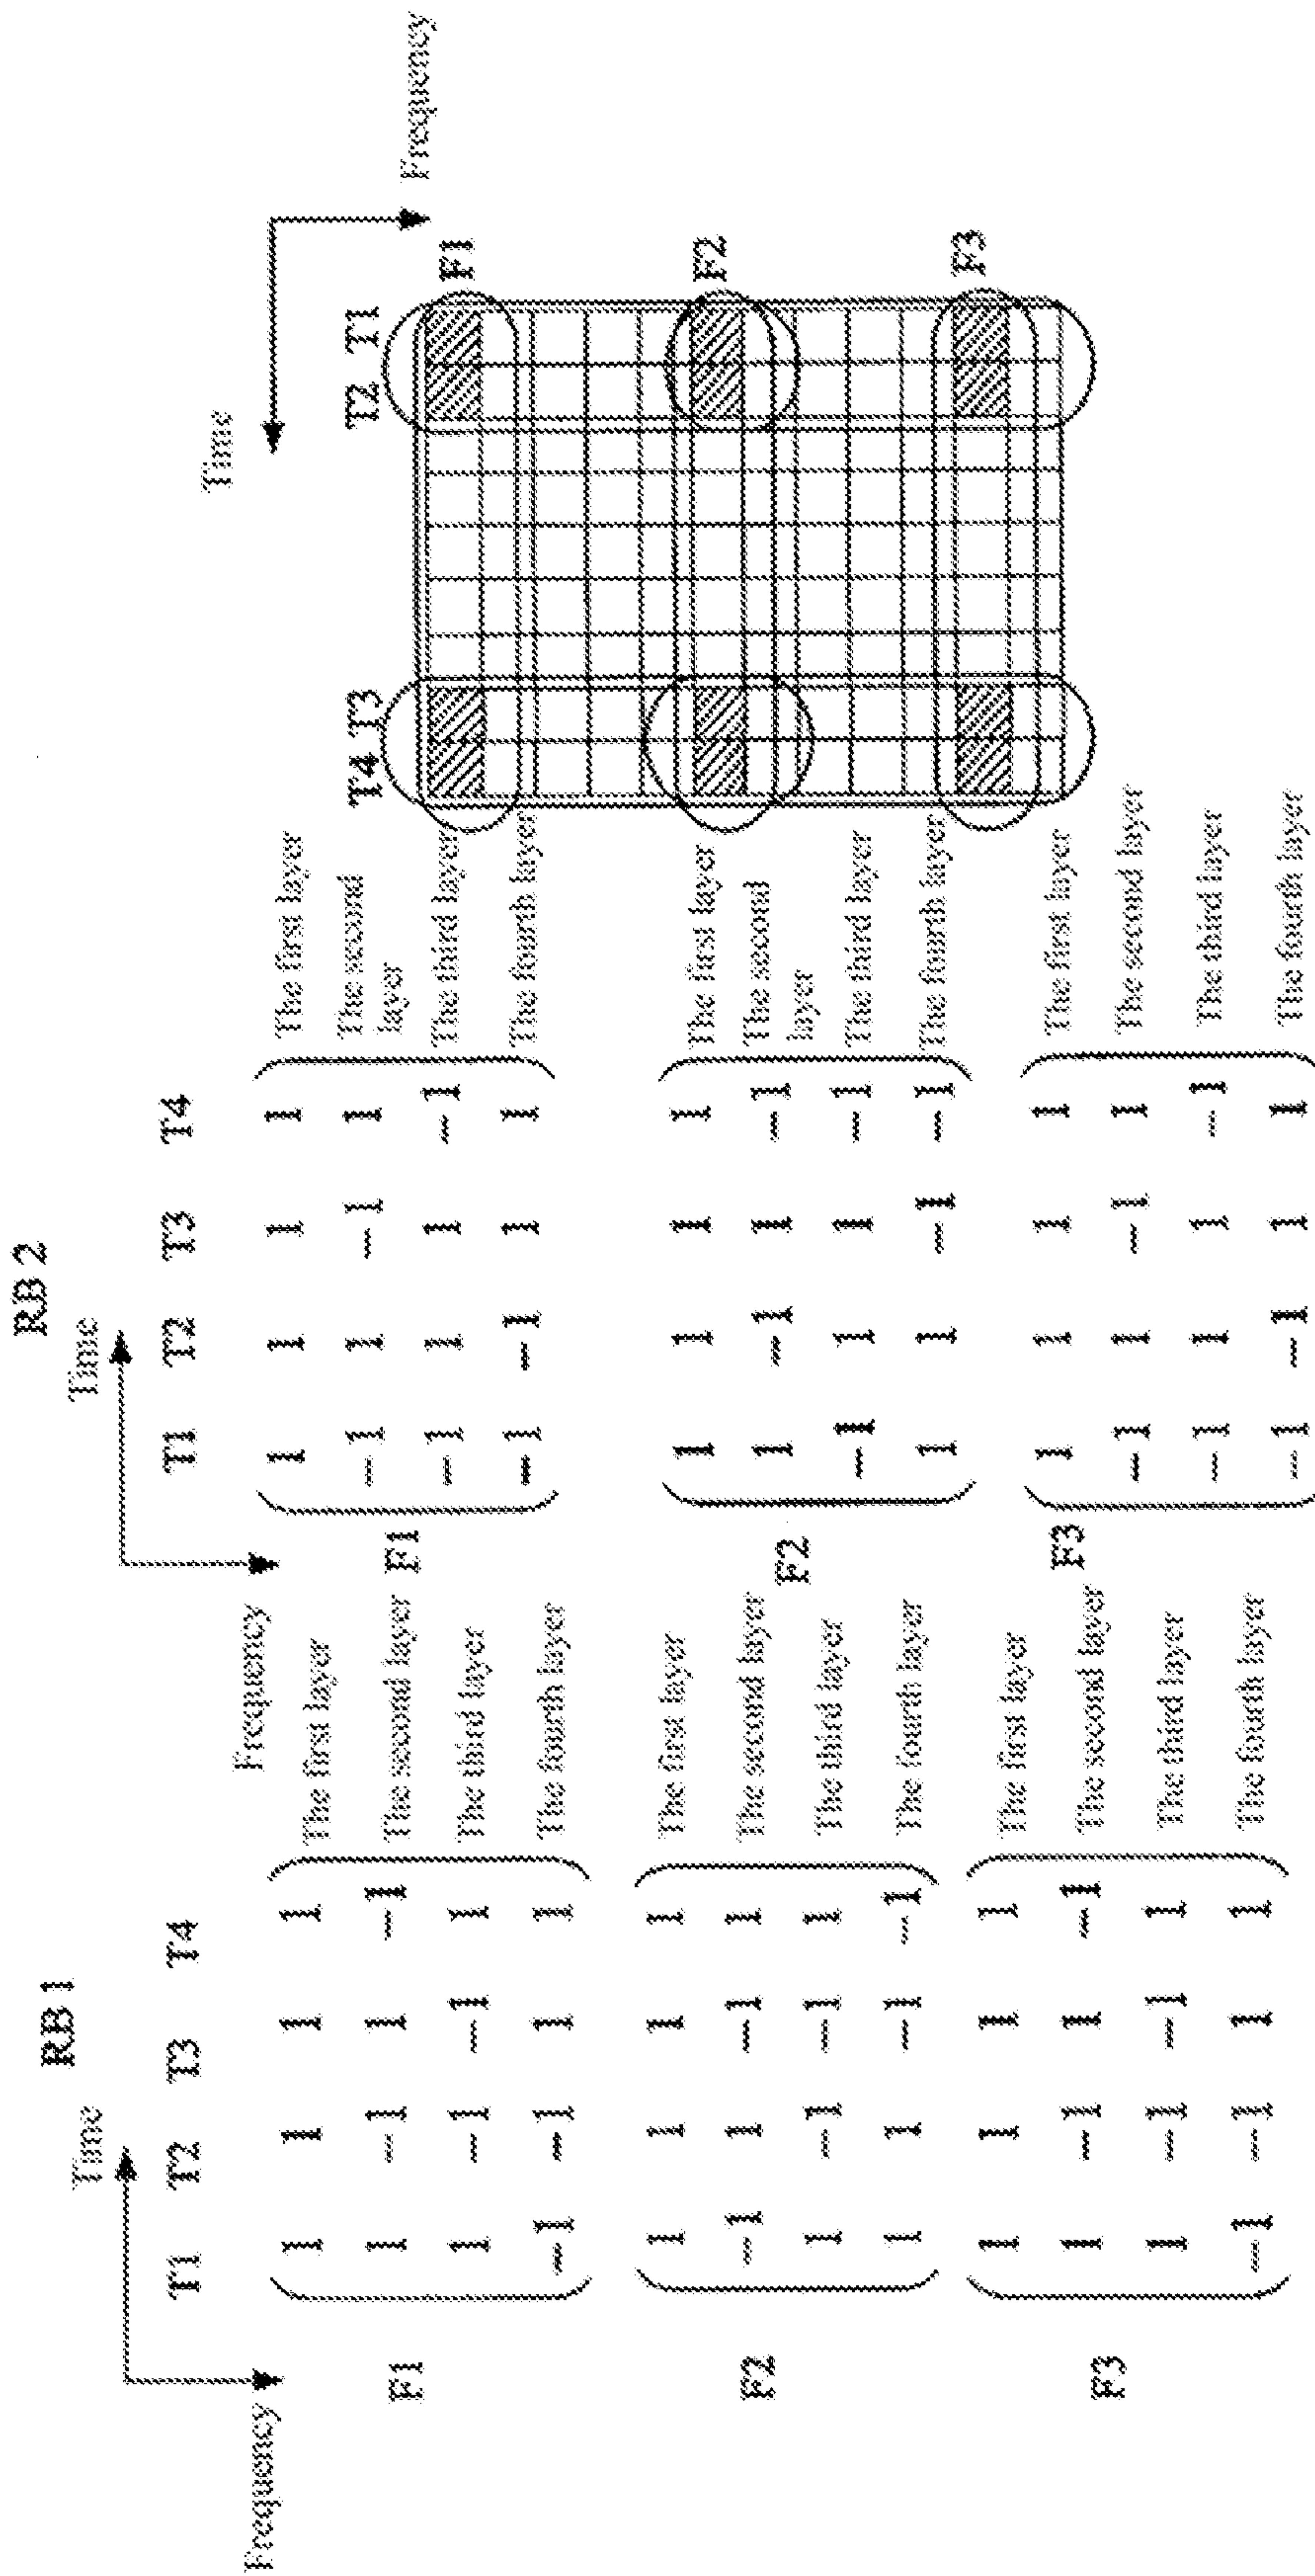 RB 1
Time
Frequency
T1 T2 T3 T4
F1
1 1 1 1 The first layer
1 -1 1 -1 The second layer
1 -1 -1 1 The third layer
-1 -1 1 1 The fourth layer
F2
1 1 1 1 The first layer
-1 1 -1 1 The second layer
1 -1 -1 1 The third layer
1 1 -1 -1 The fourth layer
F3
1 1 1 1 The first layer
1 -1 1 -1 The second layer
1 -1 -1 1 The third layer
-1 -1 1 1 The fourth layer
RB 2
Time
Frequency
T1 T2 T3 T4
F1
1 1 1 1 The first layer
-1 1 -1 1 The second
layer
-1 1 1 -1 The third layer
-1 -1 1 1 The fourth layer
F2
1 1 1 1 The first layer
1 -1 1 -1 The second
layer
-1 1 1 -1 The third layer
1 1 -1 -1 The fourth layer
F3
1 1 1 1 The first layer
-1 1 -1 1 The second layer
-1 1 1 -1 The third layer
-1 -1 1 1 The fourth layer
Time
Frequency
T4 T3 T2 T1
F1
F2
F3